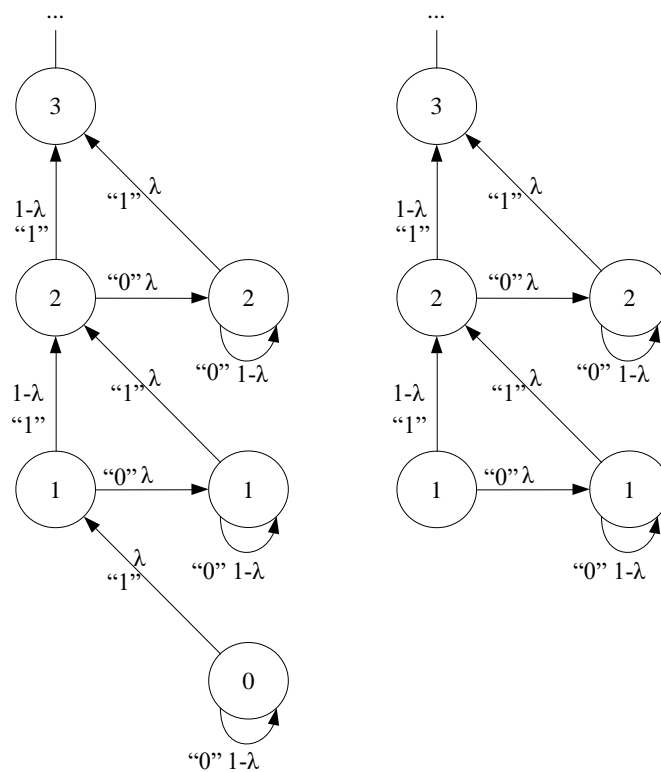 ...
3
λ
“1”
1-λ
“1”
2
“0” λ
2
“0” 1-λ
λ
“1”
1-λ
“1”
1
“0” λ
1
“0” 1-λ
λ
“1”
0
“0” 1-λ
...
3
λ
“1”
1-λ
“1”
2
“0” λ
2
“0” 1-λ
λ
“1”
1-λ
“1”
1
“0” λ
1
“0” 1-λ